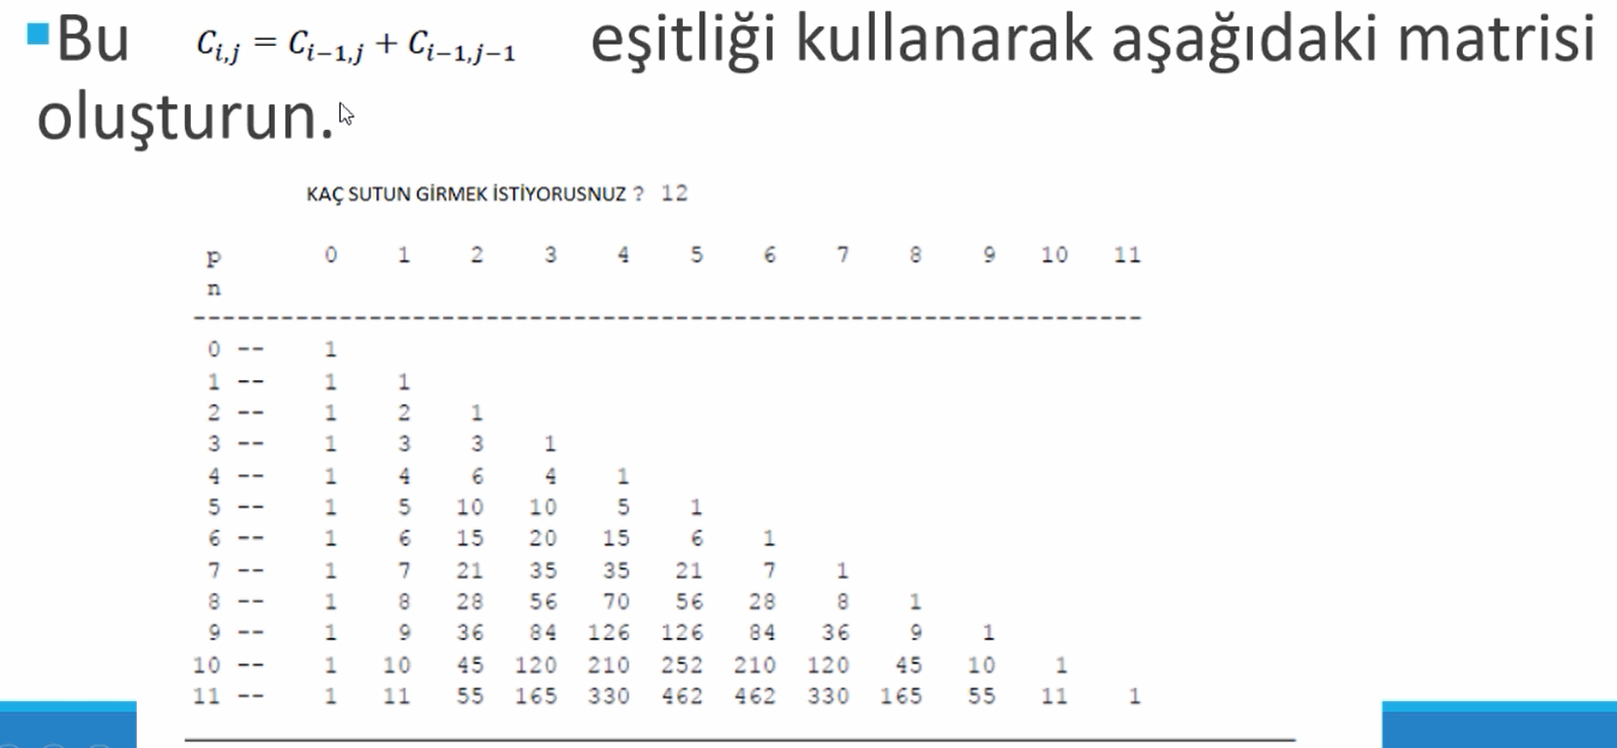 Bu C_{i,j} = C_{i-1,j} + C_{i-1,j-1} eşitliği kullanarak aşağıdaki matrisi
oluşturun.
KAÇ SUTUN GİRMEK İSTİYORUSNUZ ? 12
p 0 1 2 3 4 5 6 7 8 9 10 11
n
0 -- 1
1 -- 1 1
2 -- 1 2 1
3 -- 1 3 3 1
4 -- 1 4 6 4 1
5 -- 1 5 10 10 5 1
6 -- 1 6 15 20 15 6 1
7 -- 1 7 21 35 35 21 7 1
8 -- 1 8 28 56 70 56 28 8 1
9 -- 1 9 36 84 126 126 84 36 9 1
10 -- 1 10 45 120 210 252 210 120 45 10 1
11 -- 1 11 55 165 330 462 462 330 165 55 11 1